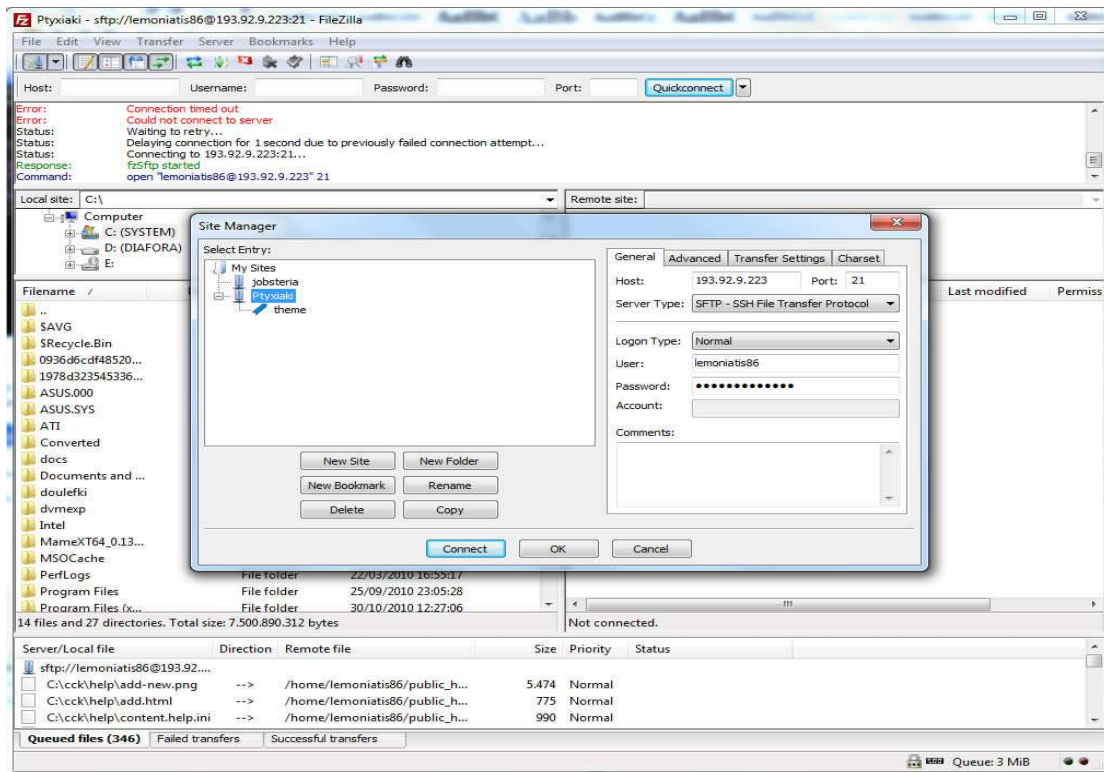 Ptyxiaki - sftp://lemoniatis86@193.92.9.223:21 - FileZilla
File Edit View Transfer Server Bookmarks Help
Host: Username: Password: Port: Quickconnect
Error: Connection timed out
Error: Could not connect to server
Status: Waiting to retry...
Status: Delaying connection for 1 second due to previously failed connection attempt...
Status: Connecting to 193.92.9.223:21...
Response: fzSftp started
Command: open "lemoniatis86@193.92.9.223" 21
Local site: C:\ Remote site:
Computer
C: (SYSTEM)
D: (DIAFORA)
E:
Site Manager
Select Entry:
My Sites
jobsteria
Ptyxiaki
theme
New Site New Folder
New Bookmark Rename
Delete Copy
General Advanced Transfer Settings Charset
Host: 193.92.9.223 Port: 21
Server Type: SFTP - SSH File Transfer Protocol
Logon Type: Normal
User: lemoniatis86
Password: •••••••••••••
Account:
Comments:
Connect OK Cancel
Filename / Last modified Permiss
..
$AVG
$Recycle.Bin
0936d6cdf48520...
1978d323545336...
ASUS.000
ASUS.SYS
ATI
Converted
docs
Documents and ...
doulefki
dvmexp
Intel
MameXT64_0.13...
MSOCache
PerfLogs File folder 22/03/2010 16:55:17
Program Files File folder 25/09/2010 23:05:28
Program Files (x... File folder 30/10/2010 12:27:06
14 files and 27 directories. Total size: 7.500.890.312 bytes Not connected.
Server/Local file Direction Remote file Size Priority Status
sftp://lemoniatis86@193.92....
C:\cck\help\add-new.png --> /home/lemoniatis86/public_h... 5.474 Normal
C:\cck\help\add.html --> /home/lemoniatis86/public_h... 775 Normal
C:\cck\help\content.help.ini --> /home/lemoniatis86/public_h... 990 Normal
Queued files (346) Failed transfers Successful transfers
Queue: 3 MiB